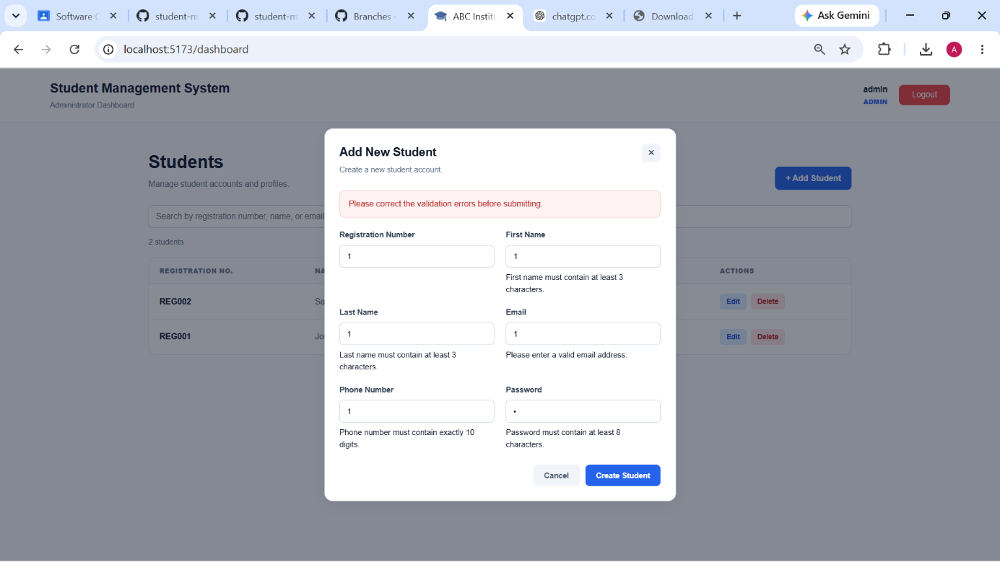 Software C
student-m
student-m
Branches
ABC Institu
chatgpt.co
Download
Ask Gemini
localhost:5173/dashboard
A
Student Management System
Administrator Dashboard
admin
ADMIN
Logout
Students
Manage student accounts and profiles.
+ Add Student
Search by registration number, name, or email
2 students
REGISTRATION NO.
NA
ACTIONS
REG002
Sa
Edit
Delete
REG001
Jo
Edit
Delete
Add New Student
×
Create a new student account.
Please correct the validation errors before submitting.
Registration Number
First Name
1
1
First name must contain at least 3
characters.
Last Name
Email
1
1
Last name must contain at least 3
characters.
Please enter a valid email address.
Phone Number
Password
1
•
Phone number must contain exactly 10
digits.
Password must contain at least 8
characters.
Cancel
Create Student